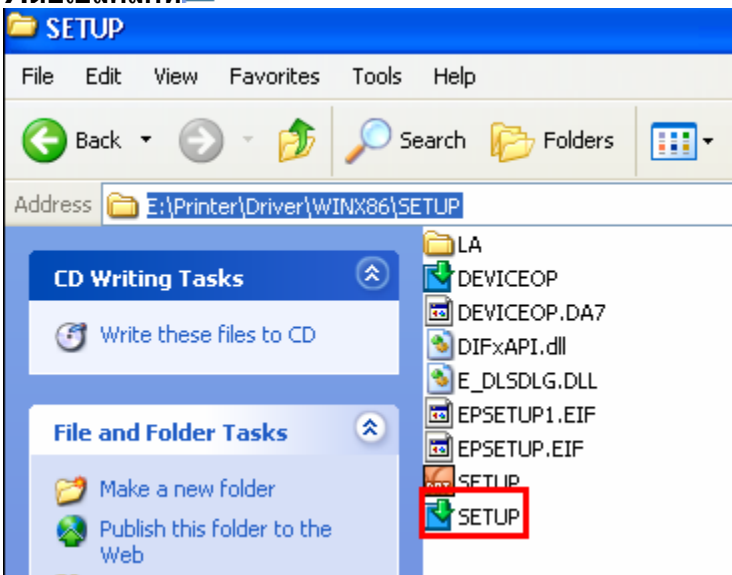 SETUP
File Edit View Favorites Tools Help
Back Search Folders
Address E:\Printer\Driver\WINX86\SETUP
CD Writing Tasks
Write these files to CD
File and Folder Tasks
Make a new folder
Publish this folder to the
Web
LA
DEVICEOP
DEVICEOP.DA7
DIFxAPI.dll
E_DLSDLG.DLL
EPSETUP1.EIF
EPSETUP.EIF
SETUP
SETUP